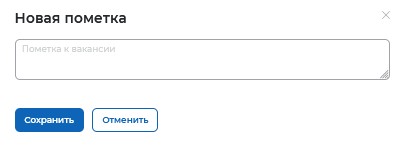 Новая пометка
Пометка к вакансии
Сохранить
Отменить